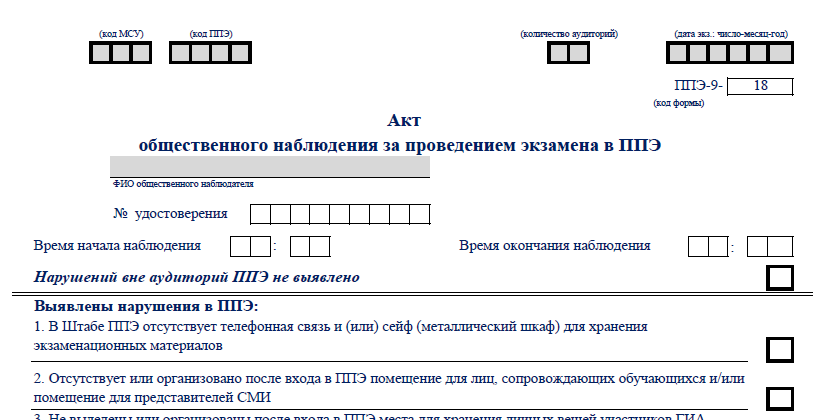 (код МСУ) (код ППЭ) (количество аудиторий) (дата экз.: число-месяц-год)
ППЭ-9- 18
(код формы)
Акт
общественного наблюдения за проведением экзамена в ППЭ
ФИО общественного наблюдателя
№ удостоверения
Время начала наблюдения : Время окончания наблюдения :
Нарушений вне аудиторий ППЭ не выявлено
Выявлены нарушения в ППЭ:
1. В Штабе ППЭ отсутствует телефонная связь и (или) сейф (металлический шкаф) для хранения
экзаменационных материалов
2. Отсутствует или организовано после входа в ППЭ помещение для лиц, сопровождающих обучающихся и/или
помещение для представителей СМИ
3. Не выделены или организованы после входа в ППЭ места для хранения личных вещей участников ГИА